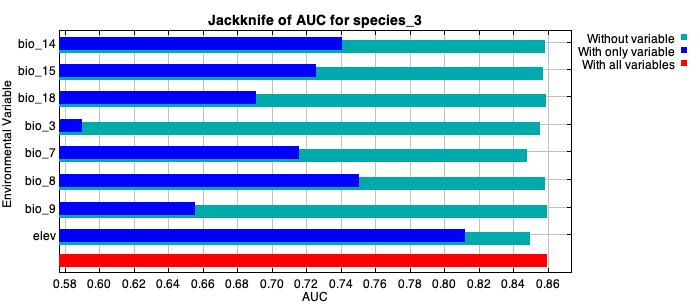 Jackknife of AUC for species_3
Without variable
With only variable
With all variables
Environmental Variable
bio_14
bio_15
bio_18
bio_3
bio_7
bio_8
bio_9
elev
0.58 0.60 0.62 0.64 0.66 0.68 0.70 0.72 0.74 0.76 0.78 0.80 0.82 0.84 0.86
AUC